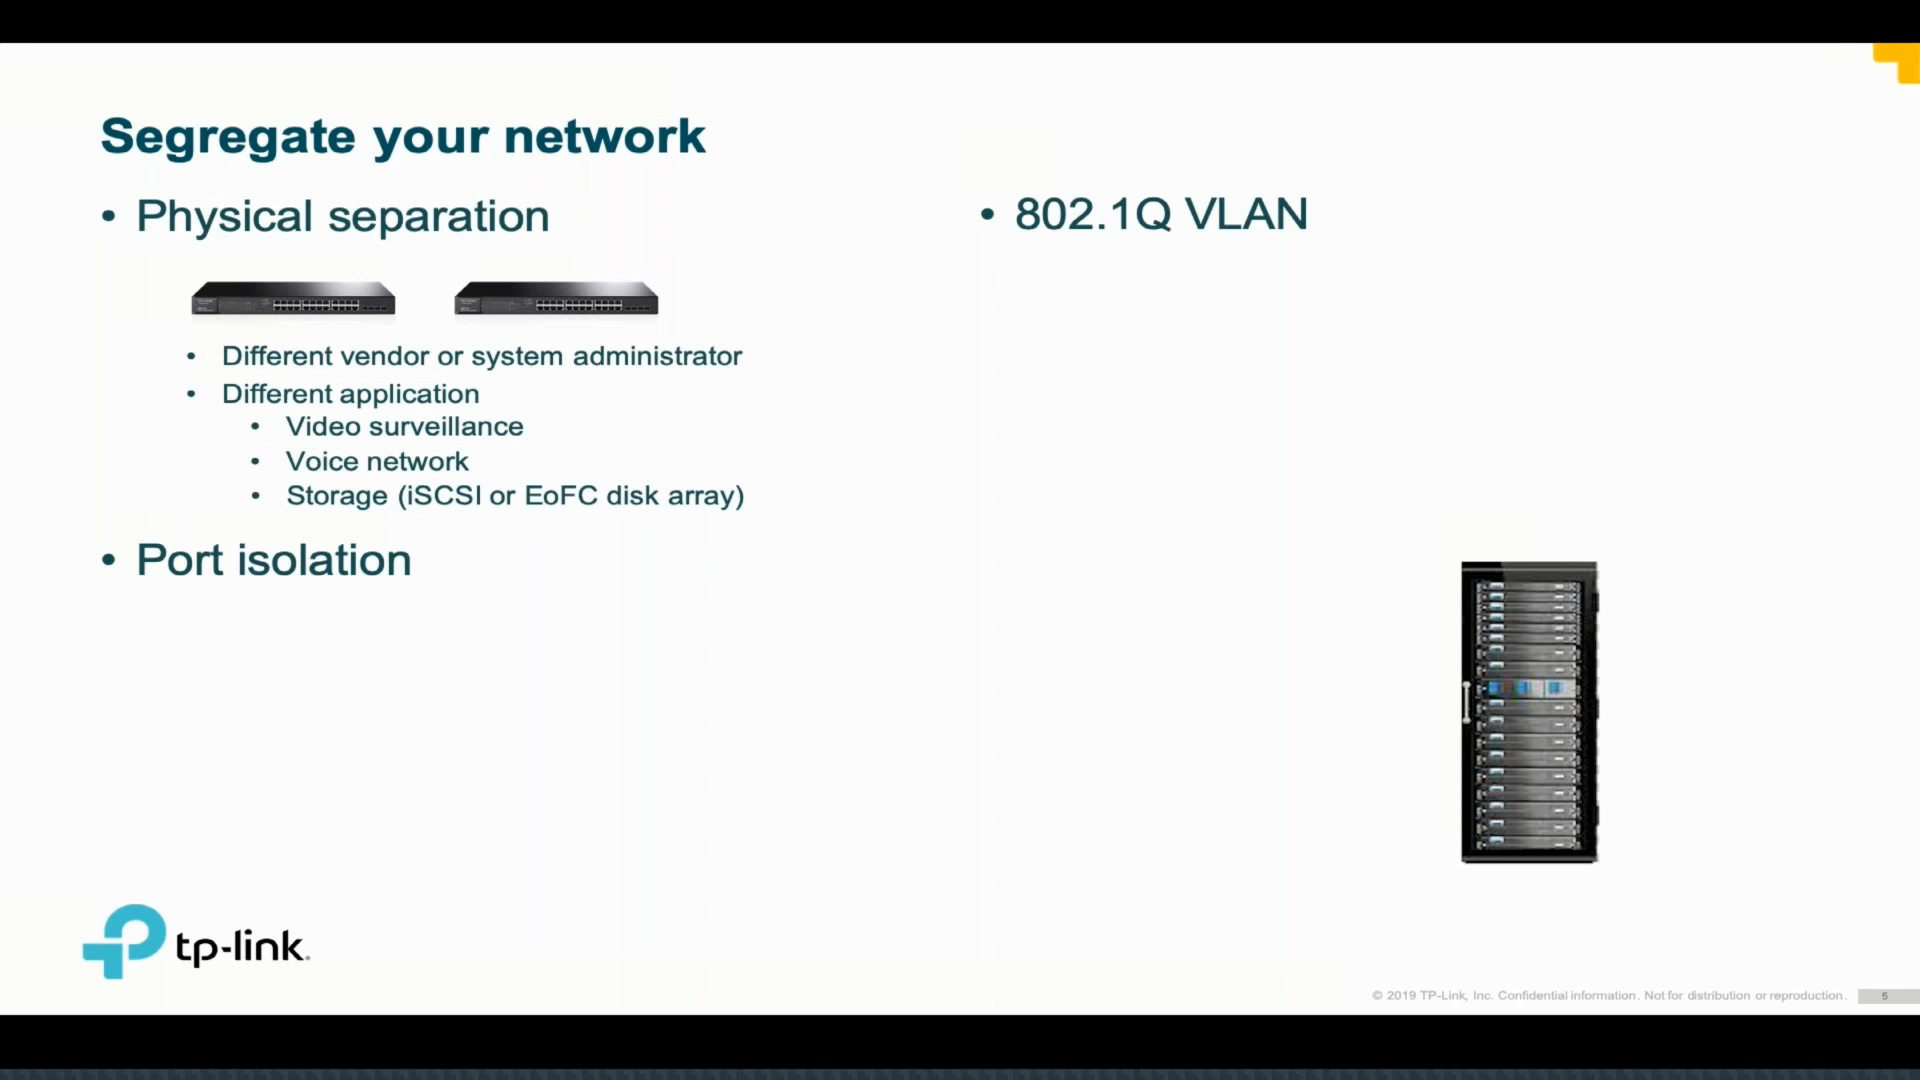 Segregate your network
• Physical separation
• Different vendor or system administrator
• Different application
• Video surveillance
• Voice network
• Storage (iSCSI or EoFC disk array)
• Port isolation
• 802.1Q VLAN
tp-link
© 2019 TP-Link, Inc. Confidential information. Not for distribution or reproduction.
5